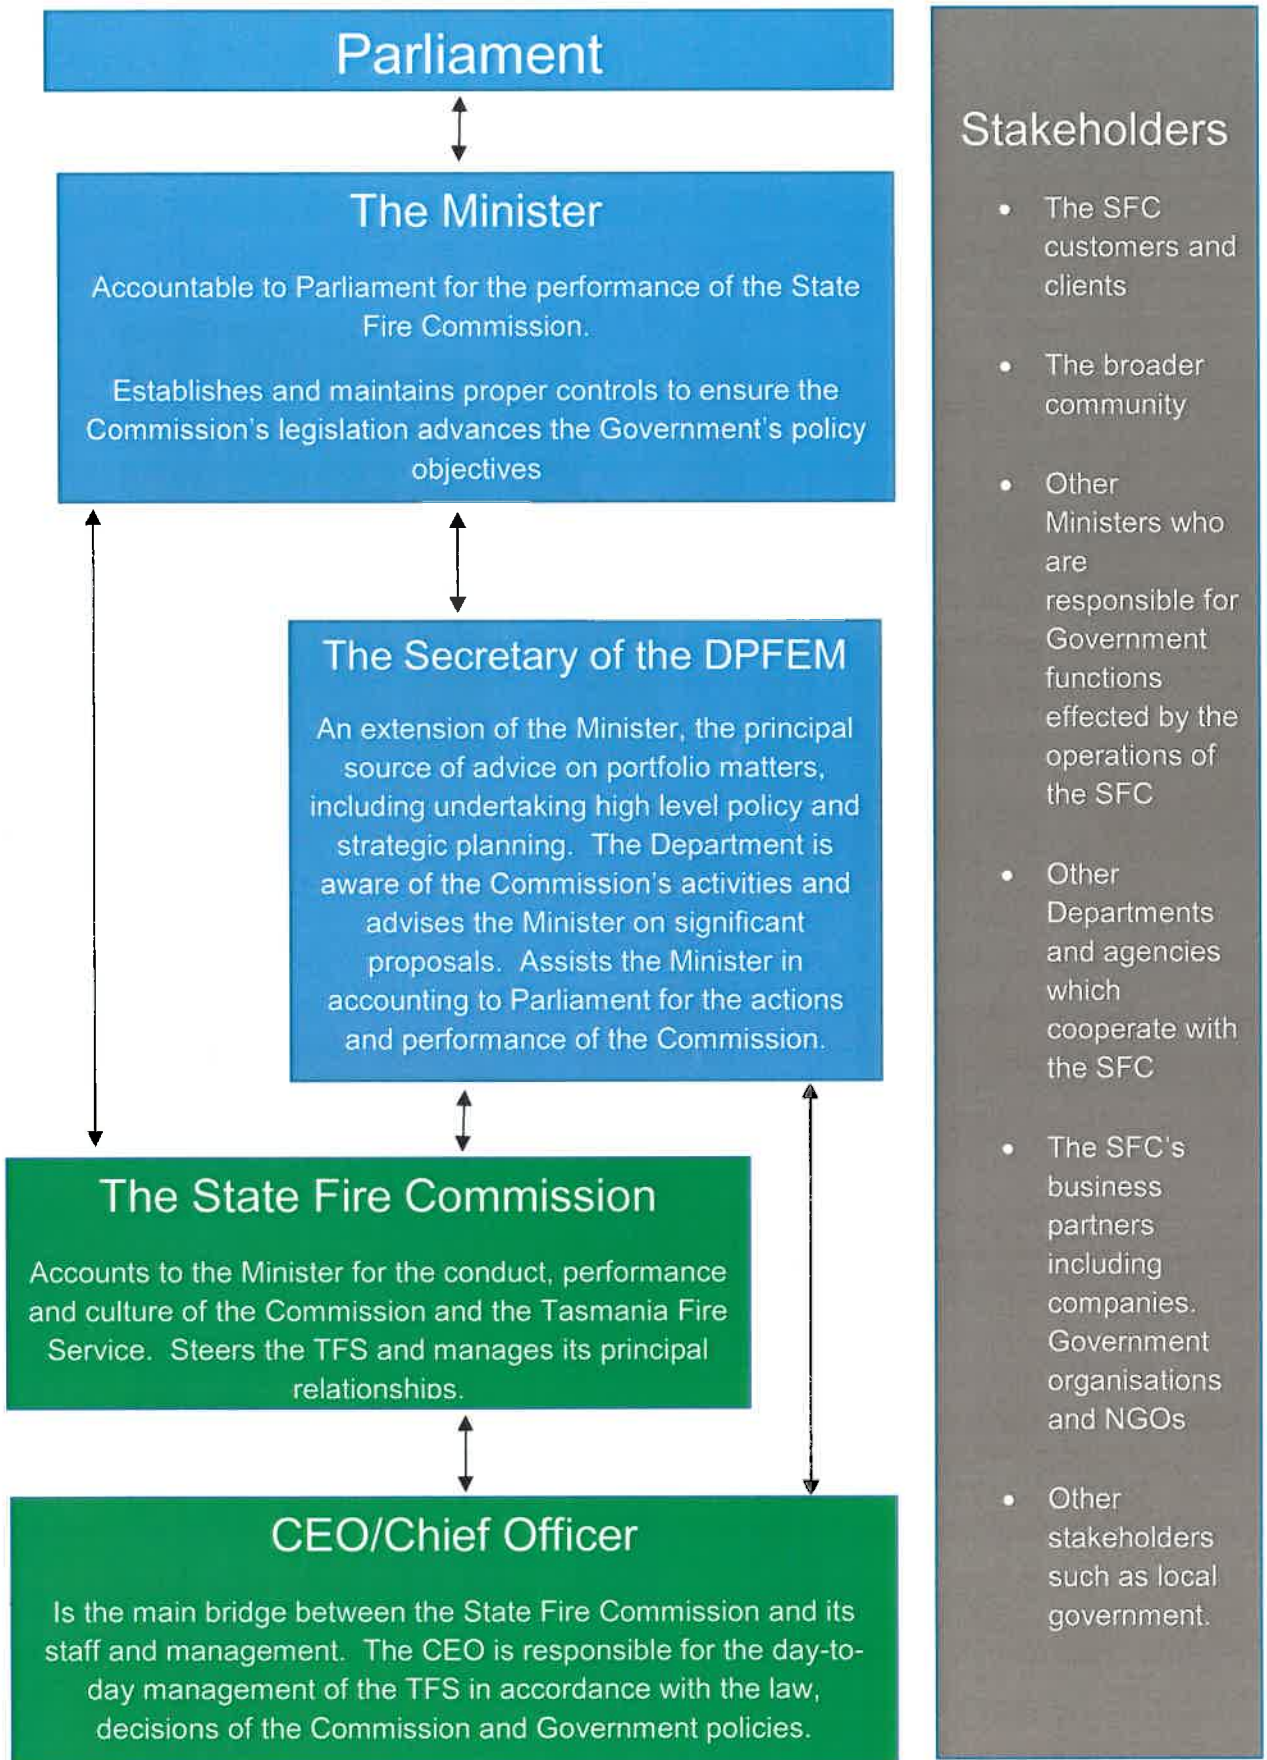 Parliament
The Minister
Accountable to Parliament for the performance of the State
Fire Commission.
Establishes and maintains proper controls to ensure the
Commission's legislation advances the Government's policy
objectives
The Secretary of the DPFEM
An extension of the Minister, the principal
source of advice on portfolio matters,
including undertaking high level policy and
strategic planning. The Department is
aware of the Commission's activities and
advises the Minister on significant
proposals. Assists the Minister in
accounting to Parliament for the actions
and performance of the Commission.
The State Fire Commission
Accounts to the Minister for the conduct, performance
and culture of the Commission and the Tasmania Fire
Service. Steers the TFS and manages its principal
relationships.
CEO/Chief Officer
Is the main bridge between the State Fire Commission and its
staff and management. The CEO is responsible for the day-to-
day management of the TFS in accordance with the law,
decisions of the Commission and Government policies.
Stakeholders
• The SFC
customers and
clients
• The broader
community
• Other
Ministers who
are
responsible for
Government
functions
effected by the
operations of
the SFC
• Other
Departments
and agencies
which
cooperate with
the SFC
• The SFC's
business
partners
including
companies.
Government
organisations
and NGOs
• Other
stakeholders
such as local
government.